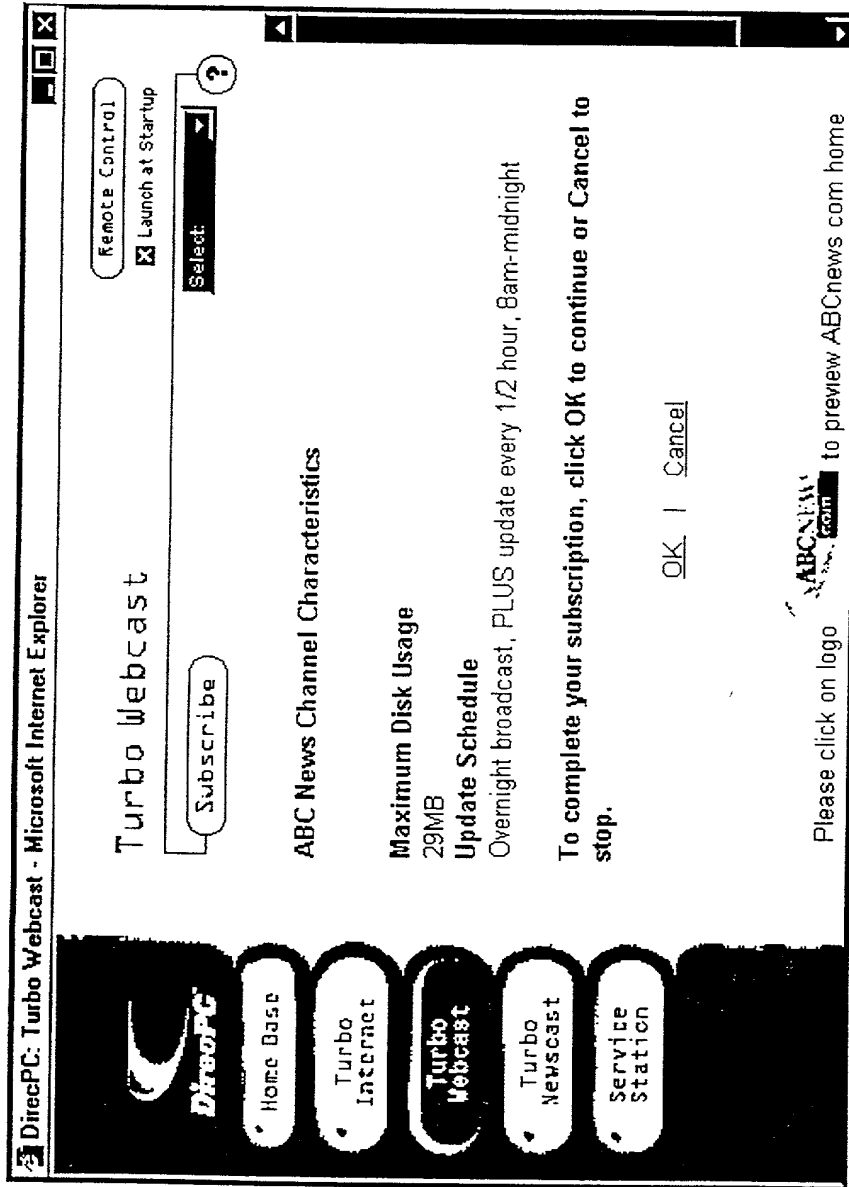 DirecPC: Turbo Webcast - Microsoft Internet Explorer
DirecPC
Home Base
Turbo
Internet
Turbo
Webcast
Turbo
Newscast
Service
Station
Turbo Webcast
Remote Control
Launch at Startup
Subscribe
Select:
?
ABC News Channel Characteristics
Maximum Disk Usage
29MB
Update Schedule
Overnight broadcast, PLUS update every 1/2 hour, 8am-midnight
To complete your subscription, click OK to continue or Cancel to
stop.
OK | Cancel
Please click on logo ABCNEWS.com to preview ABCnews com home